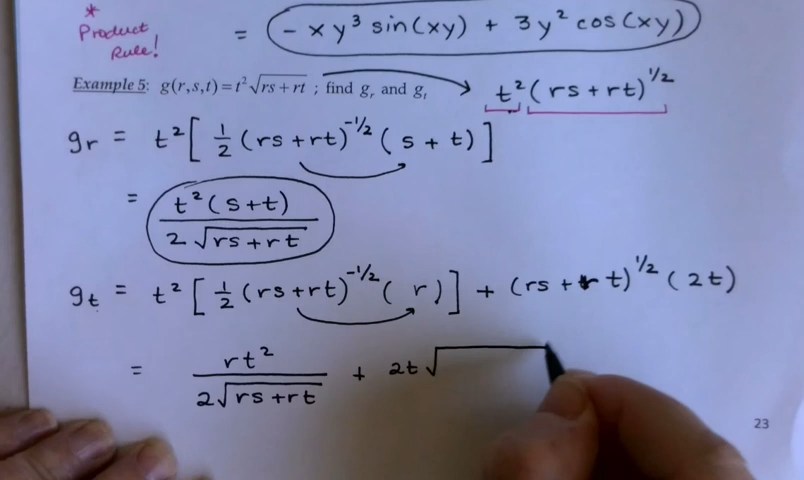 * Product Rule!
= - x y³ sin(xy) + 3y² cos(xy)
Example 5: g(r,s,t) = t²√rs+rt ; find g_r and g_t
t²(rs + rt)^1/2
g_r = t² [ 1/2 (rs+rt)^-1/2 (s + t) ]
= t²(s+t) / 2√rs+rt
g_t = t² [ 1/2 (rs+rt)^-1/2 ( r ) ] + (rs + rt)^1/2 (2t)
= rt² / 2√rs+rt + 2t√
23